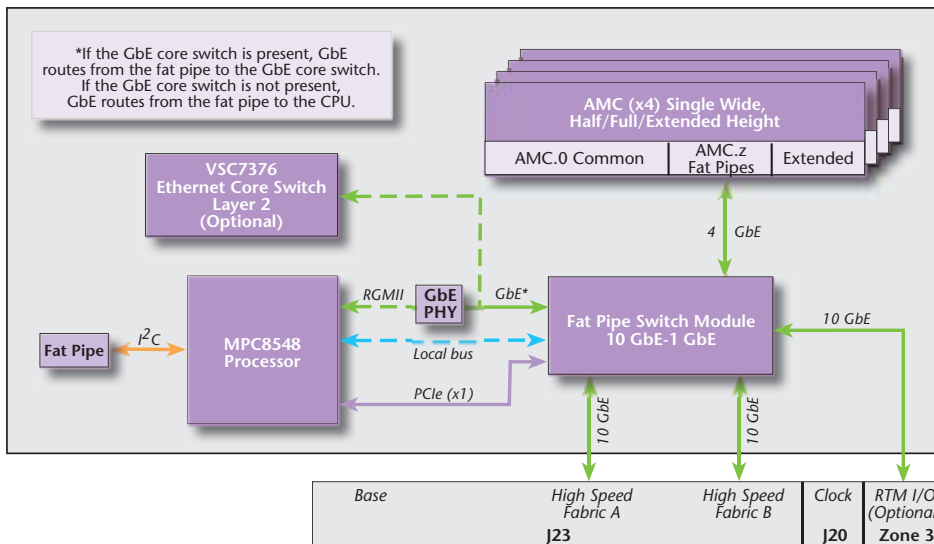 *If the GbE core switch is present, GbE
routes from the fat pipe to the GbE core switch.
If the GbE core switch is not present,
GbE routes from the fat pipe to the CPU.
AMC (x4) Single Wide,
Half/Full/Extended Height
AMC.0 Common
AMC.z
Fat Pipes
Extended
VSC7376
Ethernet Core Switch
Layer 2
(Optional)
4 GbE
RGMII
GbE
PHY
GbE*
Fat Pipe Switch Module
10 GbE-1 GbE
10 GbE
Fat Pipe
I²C
MPC8548
Processor
Local bus
PCIe (x1)
10 GbE
10 GbE
Base
High Speed
Fabric A
High Speed
Fabric B
Clock
RTM I/O
(Optional
J23
J20
Zone 3